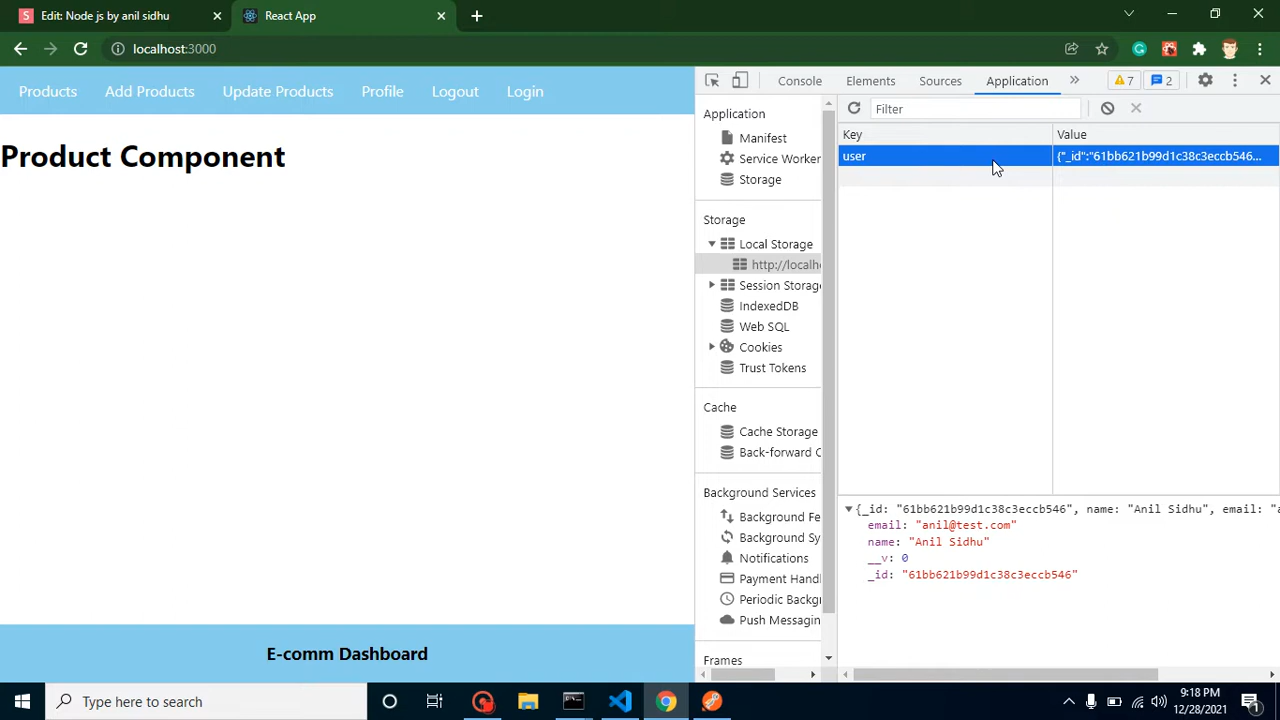 Edit: Node js by anil sidhu
React App
localhost:3000
Products
Add Products
Update Products
Profile
Logout
Login
Product Component
E-comm Dashboard
Console
Elements
Sources
Application
7
2
Application
Manifest
Service Worker
Storage
Storage
Local Storage
http://localh
Session Storag
IndexedDB
Web SQL
Cookies
Trust Tokens
Cache
Cache Storage
Back-forward C
Background Services
Background Fe
Background Sy
Notifications
Payment Handl
Periodic Backgr
Push Messagin
Frames
Filter
Key
Value
user
{"_id":"61bb621b99d1c38c3eccb546...
{_id: "61bb621b99d1c38c3eccb546", name: "Anil Sidhu", email: "a
email: "anil@test.com"
name: "Anil Sidhu"
__v: 0
_id: "61bb621b99d1c38c3eccb546"
Type here to search
9:18 PM
12/28/2021
1